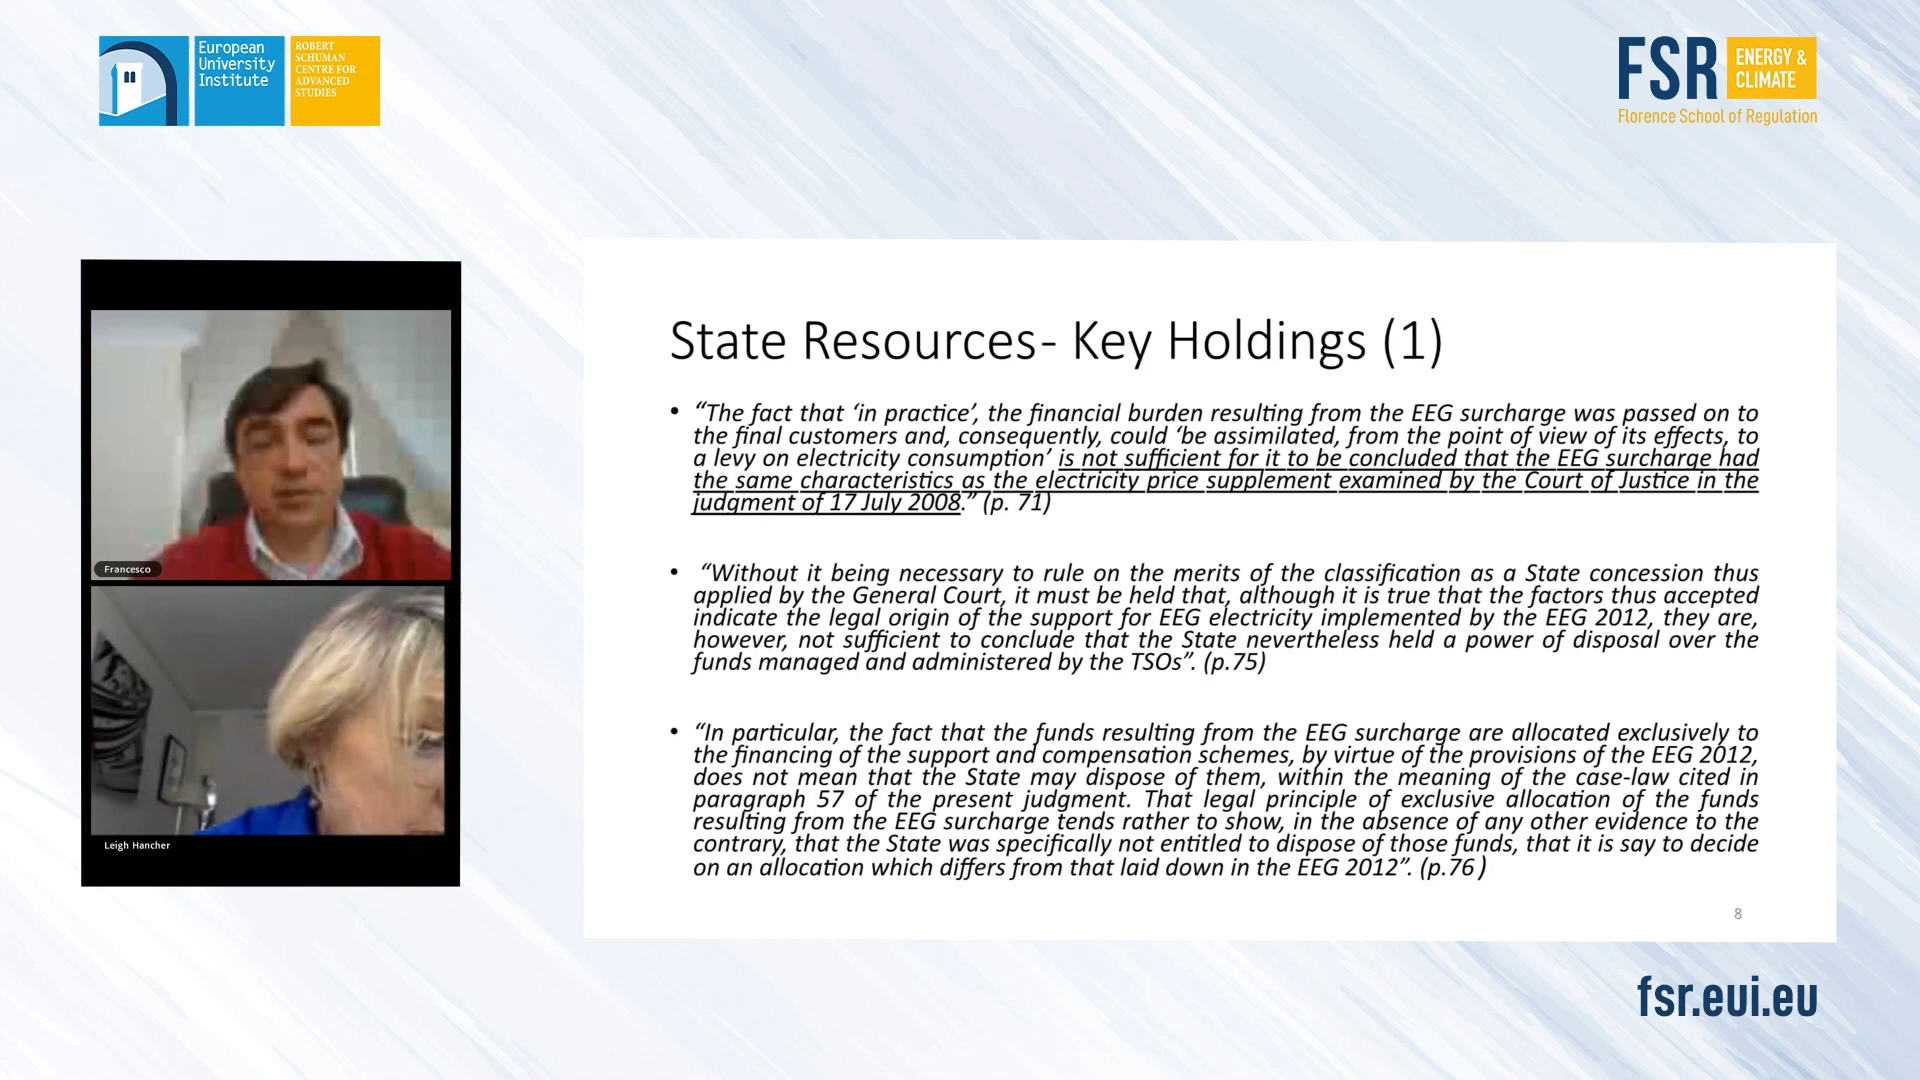 European
University
Institute
ROBERT
SCHUMAN
CENTRE FOR
ADVANCED
STUDIES
FSR
ENERGY &
CLIMATE
Florence School of Regulation
Francesco
Leigh Hancher
State Resources- Key Holdings (1)
• “The fact that ‘in practice’, the financial burden resulting from the EEG surcharge was passed on to
the final customers and, consequently, could ‘be assimilated, from the point of view of its effects, to
a levy on electricity consumption’ is not sufficient for it to be concluded that the EEG surcharge had
the same characteristics as the electricity price supplement examined by the Court of Justice in the
judgment of 17 July 2008.” (p. 71)
• “Without it being necessary to rule on the merits of the classification as a State concession thus
applied by the General Court, it must be held that, although it is true that the factors thus accepted
indicate the legal origin of the support for EEG electricity implemented by the EEG 2012, they are,
however, not sufficient to conclude that the State nevertheless held a power of disposal over the
funds managed and administered by the TSOs”. (p.75)
• “In particular, the fact that the funds resulting from the EEG surcharge are allocated exclusively to
the financing of the support and compensation schemes, by virtue of the provisions of the EEG 2012,
does not mean that the State may dispose of them, within the meaning of the case-law cited in
paragraph 57 of the present judgment. That legal principle of exclusive allocation of the funds
resulting from the EEG surcharge tends rather to show, in the absence of any other evidence to the
contrary, that the State was specifically not entitled to dispose of those funds, that it is say to decide
on an allocation which differs from that laid down in the EEG 2012”. (p.76)
8
fsr.eui.eu